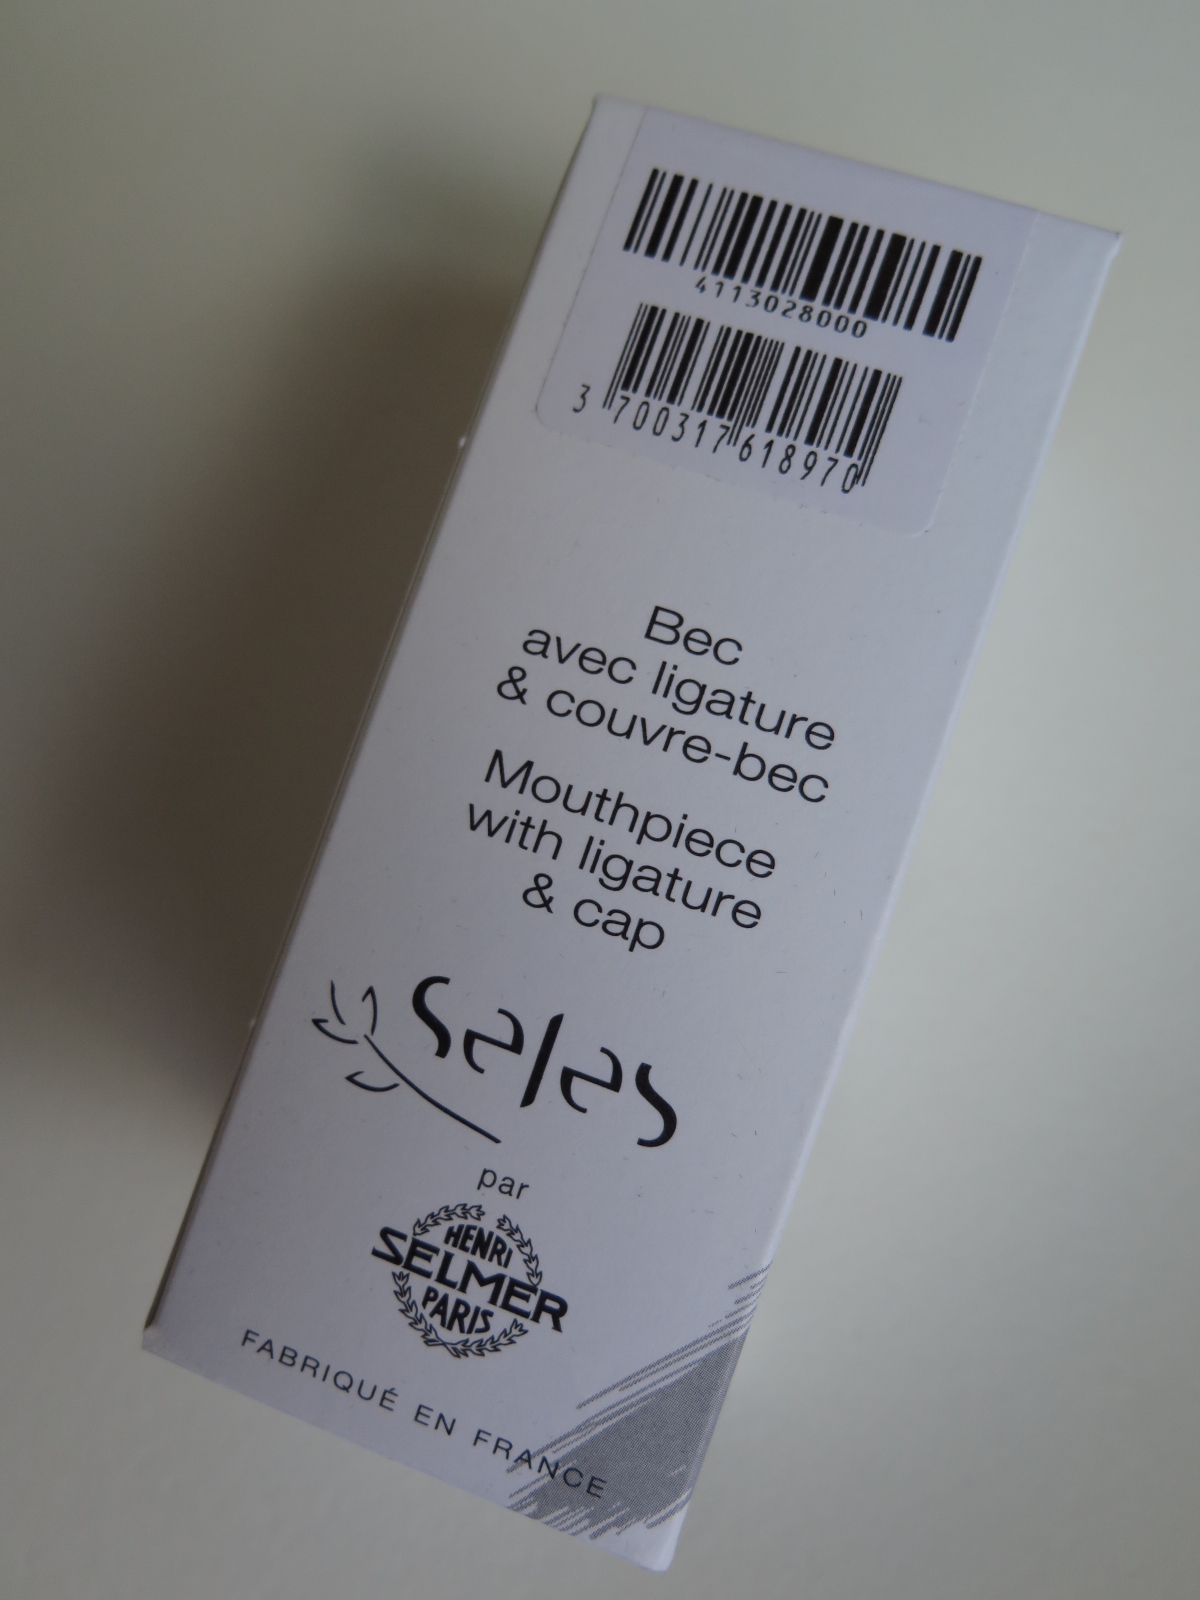 4113028000
3 700317 618970
Bec
avec ligature
& couvre-bec
Mouthpiece
with ligature
& cap
seles
par
HENRI
SELMER
PARIS
FABRIQUÉ EN FRANCE